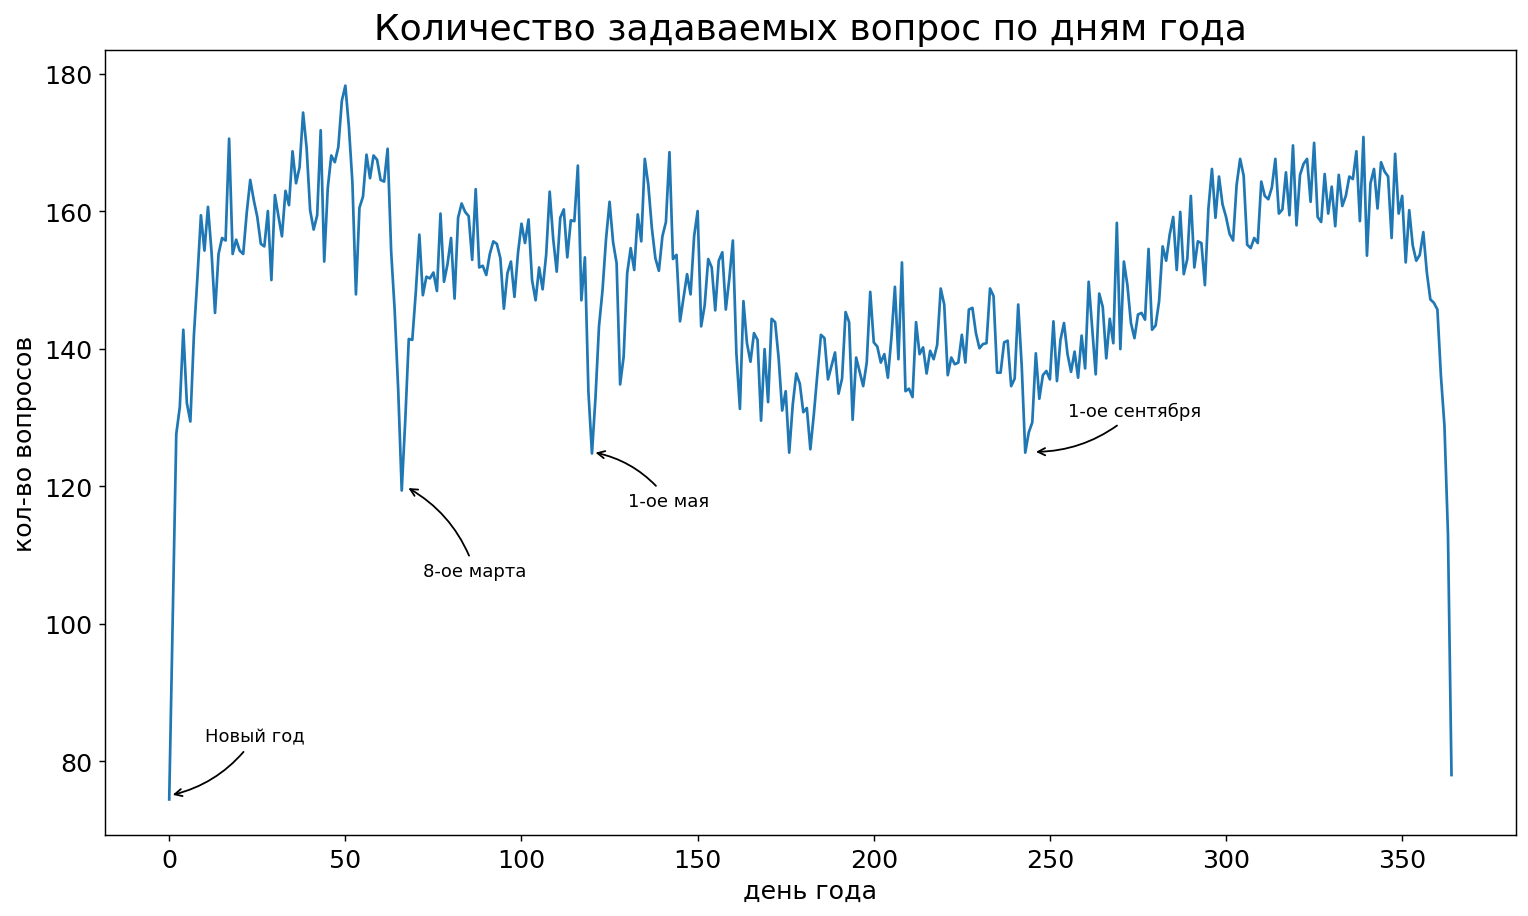 Количество задаваемых вопрос по дням года
180
160
140
120
100
80
кол-во вопросов
1-ое сентября
1-ое мая
8-ое марта
Новый год
0 50 100 150 200 250 300 350
день года